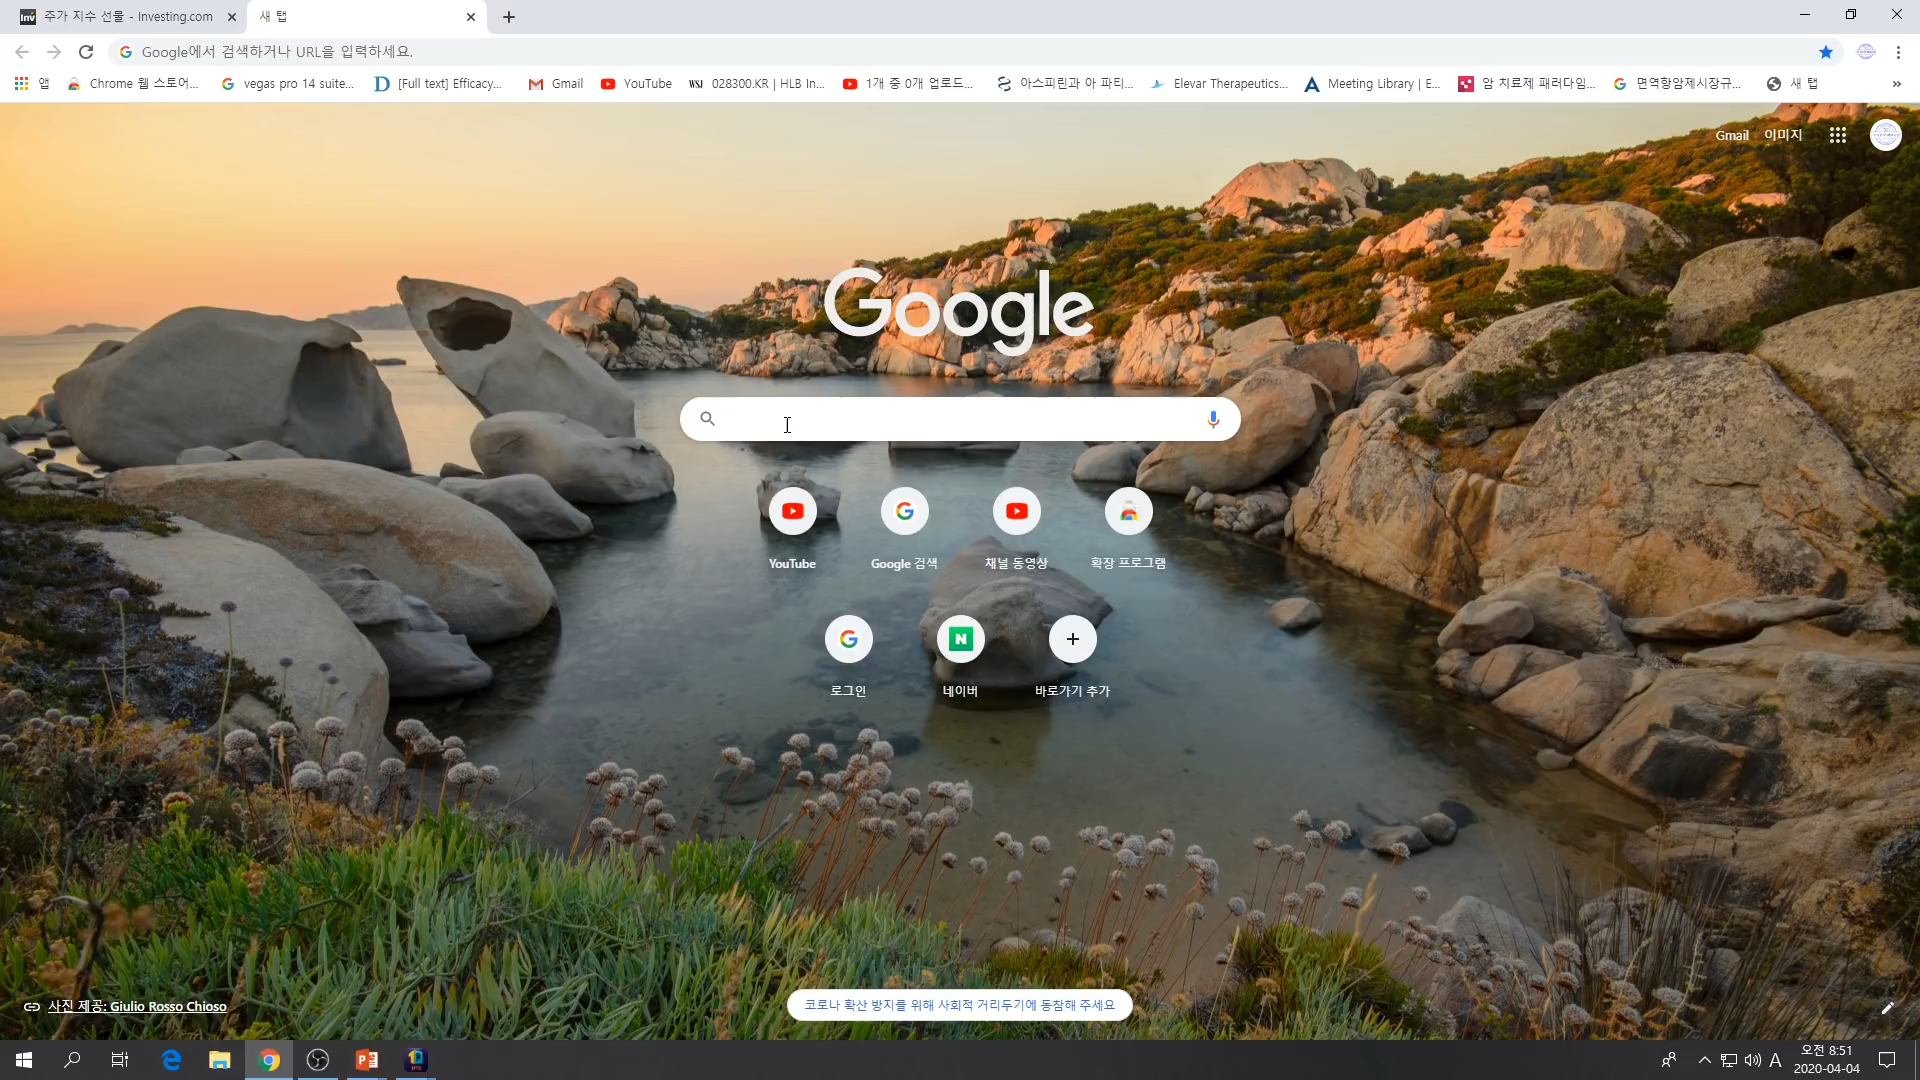 주가 지수 선물 - Investing.com
새 탭
Google에서 검색하거나 URL을 입력하세요.
앱
Chrome 웹 스토어...
vegas pro 14 suite...
[Full text] Efficacy...
Gmail
YouTube
WSJ 028300.KR | HLB In...
1개 중 0개 업로드...
아스피린과 아 파티...
Elevar Therapeutics...
Meeting Library | E...
암 치료제 패러다임...
면역항암제시장규...
새 탭
»
Gmail 이미지
Google
YouTube
Google 검색
채널 동영상
확장 프로그램
로그인
네이버
바로가기 추가
사진 제공: Giulio Rosso Chioso
코로나 확산 방지를 위해 사회적 거리두기에 동참해 주세요
A
오전 8:51
2020-04-04